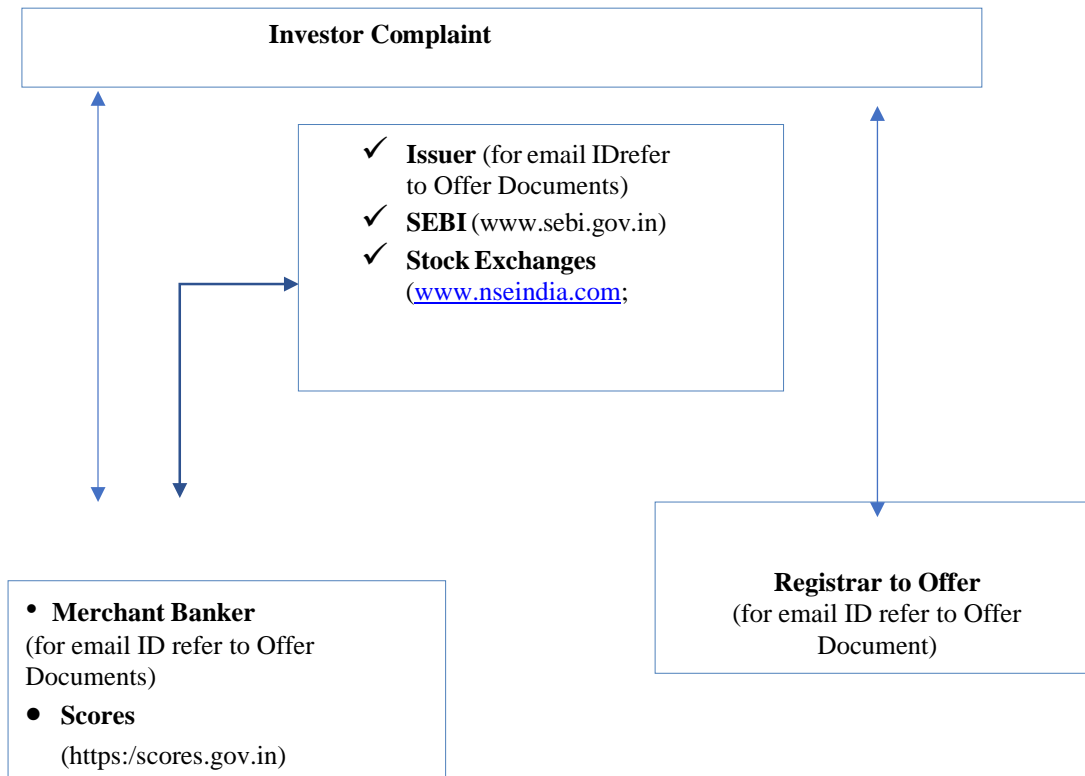 Investor Complaint
✓ Issuer (for email IDrefer
to Offer Documents)
✓ SEBI (www.sebi.gov.in)
✓ Stock Exchanges
(www.nseindia.com;
• Merchant Banker
(for email ID refer to Offer
Documents)
● Scores
(https:/scores.gov.in)
Registrar to Offer
(for email ID refer to Offer
Document)